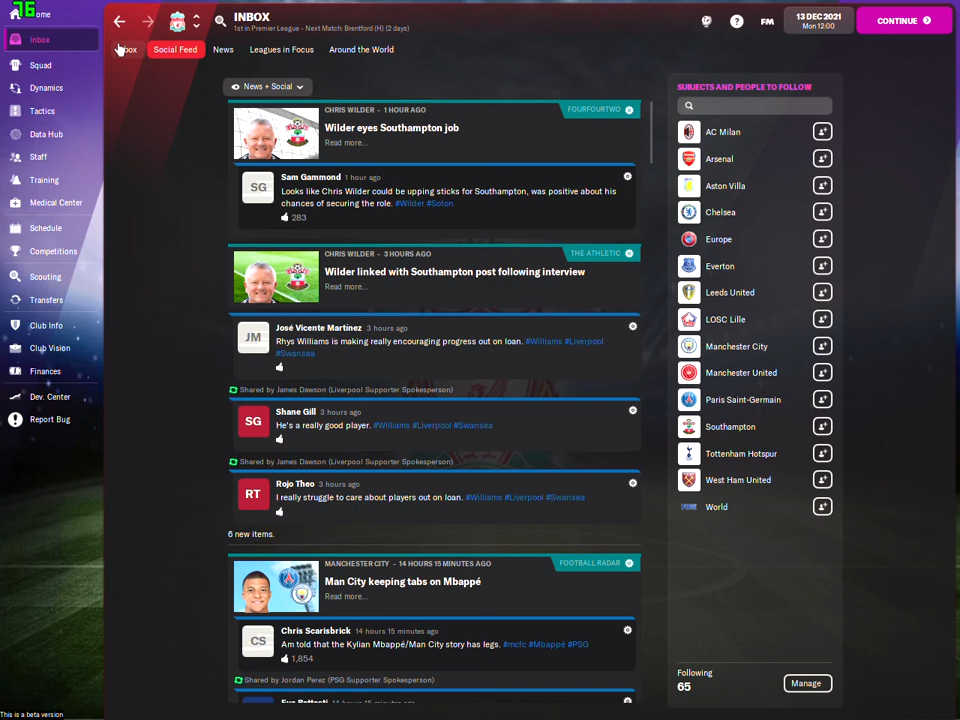 76
ome
INBOX
1st in Premier League - Next Match: Brentford (H) (2 days)
?
FM
13 DEC 2021
Mon 12:00
CONTINUE
Inbox
Squad
Dynamics
Tactics
Data Hub
Staff
Training
Medical Center
Schedule
Competitions
Scouting
Transfers
Club Info
Club Vision
Finances
Dev. Center
Report Bug
This is a beta version
box
Social Feed
News
Leagues in Focus
Around the World
News + Social
CHRIS WILDER - 1 HOUR AGO
FOURFOURTWO
Wilder eyes Southampton job
Read more...
SG
Sam Gammond 1 hour ago
Looks like Chris Wilder could be upping sticks for Southampton, was positive about his
chances of securing the role. #Wilder #Soton
283
CHRIS WILDER - 3 HOURS AGO
THE ATHLETIC
Wilder linked with Southampton post following interview
Read more...
JM
José Vicente Martínez 3 hours ago
Rhys Williams is making really encouraging progress out on loan. #Williams #Liverpool
#Swansea
Shared by James Dawson (Liverpool Supporter Spokesperson)
SG
Shane Gill 3 hours ago
He's a really good player. #Williams #Liverpool #Swansea
Shared by James Dawson (Liverpool Supporter Spokesperson)
RT
Rojo Theo 3 hours ago
I really struggle to care about players out on loan. #Williams #Liverpool #Swansea
6 new items.
MANCHESTER CITY - 14 HOURS 15 MINUTES AGO
FOOTBALL RADAR
Man City keeping tabs on Mbappé
Read more...
CS
Chris Scarisbrick 14 hours 15 minutes ago
Am told that the Kylian Mbappé/Man City story has legs. #mcfc #Mbappé #PSG
1,854
Shared by Jordan Perez (PSG Supporter Spokesperson)
SUBJECTS AND PEOPLE TO FOLLOW
AC Milan
Arsenal
Aston Villa
Chelsea
Europe
Everton
Leeds United
LOSC Lille
Manchester City
Manchester United
Paris Saint-Germain
Southampton
Tottenham Hotspur
West Ham United
World
Following
65
Manage